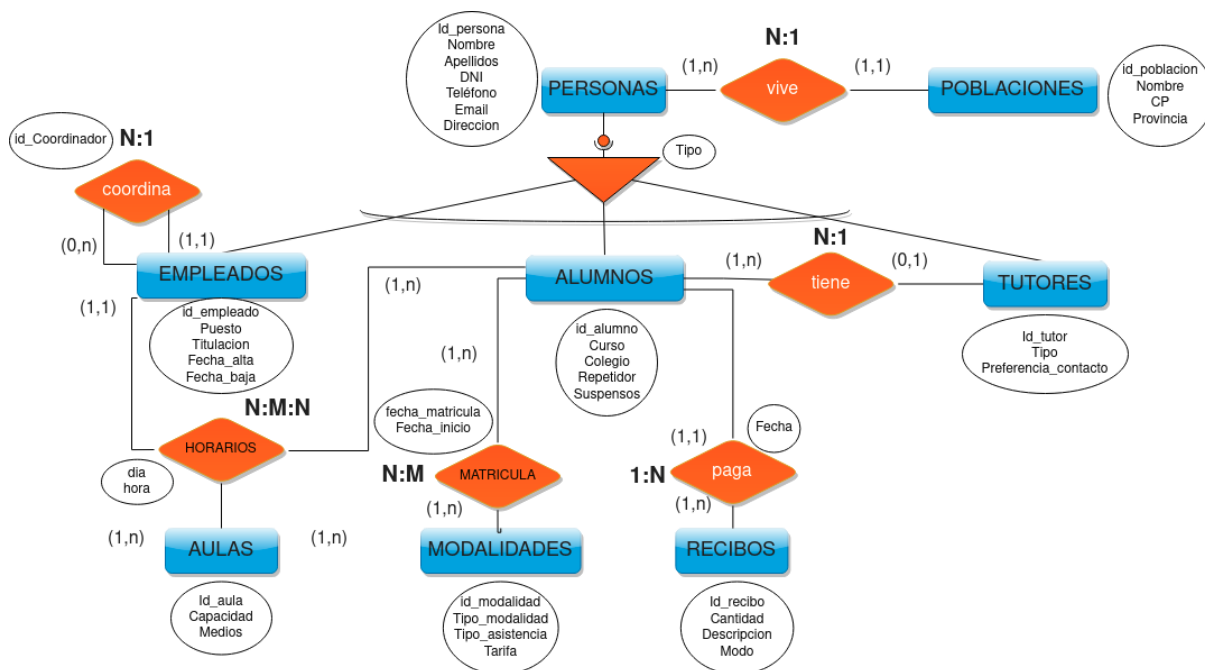 Id_persona
Nombre
Apellidos
DNI
Teléfono
Email
Direccion
PERSONAS
(1,n)
N:1
vive
(1,1)
POBLACIONES
id_poblacion
Nombre
CP
Provincia
Tipo
id_Coordinador
N:1
coordina
(0,n)
(1,1)
EMPLEADOS
(1,1)
id_empleado
Puesto
Titulacion
Fecha_alta
Fecha_baja
(1,n)
ALUMNOS
id_alumno
Curso
Colegio
Repetidor
Suspensos
(1,n)
N:1
tiene
(0,1)
TUTORES
Id_tutor
Tipo
Preferencia_contacto
N:M:N
HORARIOS
dia
hora
(1,n)
(1,n)
AULAS
Id_aula
Capacidad
Medios
(1,n)
fecha_matricula
Fecha_inicio
N:M
MATRICULA
(1,n)
MODALIDADES
id_modalidad
Tipo_modalidad
Tipo_asistencia
Tarifa
Fecha
(1,1)
1:N
paga
(1,n)
RECIBOS
Id_recibo
Cantidad
Descripcion
Modo